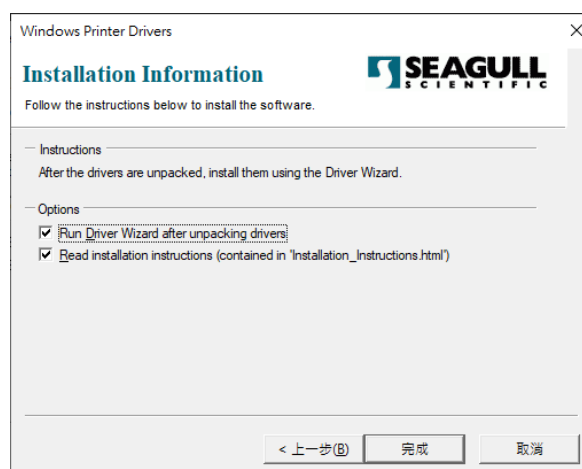 Windows Printer Drivers
Installation Information
SEAGULL
SCIENTIFIC
Follow the instructions below to install the software.
Instructions
After the drivers are unpacked, install them using the Driver Wizard.
Options
Run Driver Wizard after unpacking drivers
Read installation instructions (contained in 'Installation_Instructions.html')
< 上一步(B)
完成
取消